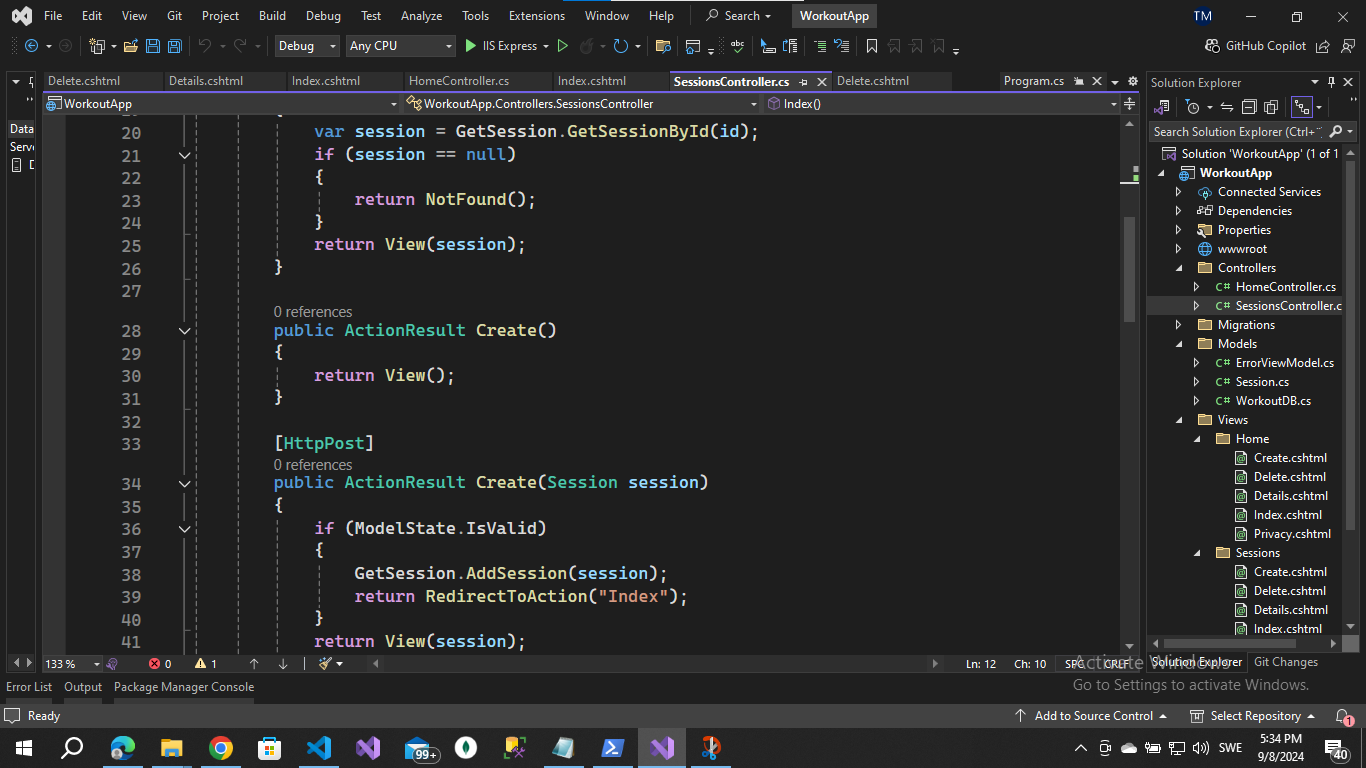 File Edit View Git Project Build Debug Test Analyze Tools Extensions Window Help Search WorkoutApp TM
Debug Any CPU IIS Express GitHub Copilot
Delete.cshtml Details.cshtml Index.cshtml HomeController.cs Index.cshtml SessionsController.cs Delete.cshtml Program.cs
WorkoutApp WorkoutApp.Controllers.SessionsController Index()
Data
Serve
20 var session = GetSession.GetSessionById(id);
21 if (session == null)
22 {
23 return NotFound();
24 }
25 return View(session);
26 }
27
0 references
28 public ActionResult Create()
29 {
30 return View();
31 }
32
33 [HttpPost]
0 references
34 public ActionResult Create(Session session)
35 {
36 if (ModelState.IsValid)
37 {
38 GetSession.AddSession(session);
39 return RedirectToAction("Index");
40 }
41 return View(session);
133 % 0 1 Ln: 12 Ch: 10 SPC CRLF
Solution Explorer
Search Solution Explorer (Ctrl+
Solution 'WorkoutApp' (1 of 1
WorkoutApp
Connected Services
Dependencies
Properties
wwwroot
Controllers
C# HomeController.cs
C# SessionsController.c
Migrations
Models
C# ErrorViewModel.cs
C# Session.cs
C# WorkoutDB.cs
Views
Home
Create.cshtml
Delete.cshtml
Details.cshtml
Index.cshtml
Privacy.cshtml
Sessions
Create.cshtml
Delete.cshtml
Details.cshtml
Index.cshtml
Solution Explorer Git Changes
Activate Windows
Go to Settings to activate Windows.
Error List Output Package Manager Console
Ready Add to Source Control Select Repository 1
99+ SWE 5:34 PM
9/8/2024 40